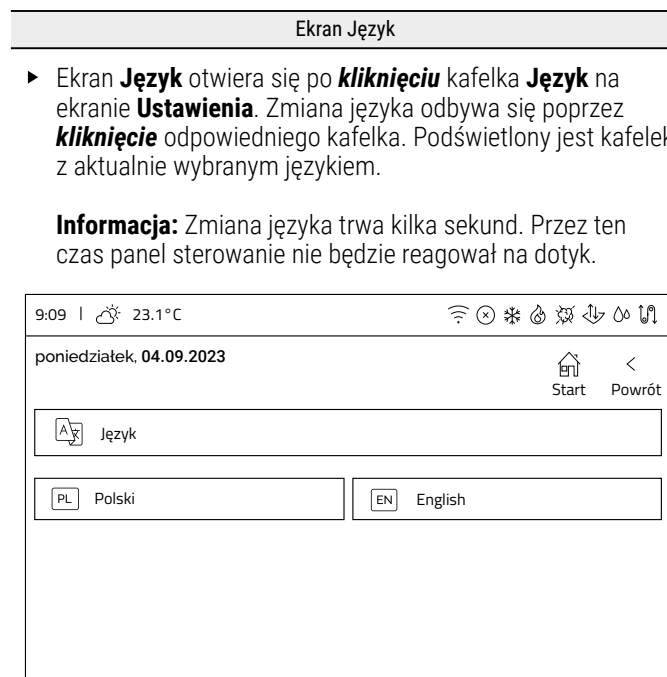 Ekran Język
Ekran Język otwiera się po kliknięciu kafelka Język na
ekranie Ustawienia. Zmiana języka odbywa się poprzez
kliknięcie odpowiedniego kafelka. Podświetlony jest kafelek
z aktualnie wybranym językiem.
Informacja: Zmiana języka trwa kilka sekund. Przez ten
czas panel sterowanie nie będzie reagował na dotyk.
9:09 | 23.1°C
poniedziałek, 04.09.2023
Start Powrót
Język
PL Polski EN English